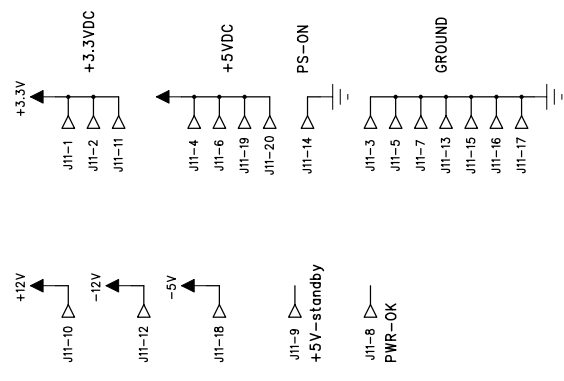 +3.3V
J11-1
J11-2
J11-11
+3.3VDC
J11-4
J11-6
J11-19
J11-20
+5VDC
J11-14
PS-ON
J11-3
J11-5
J11-7
J11-13
J11-15
J11-16
J11-17
GROUND
+12V
J11-10
-12V
J11-12
-5V
J11-18
J11-9
+5V-standby
J11-8
PWR-OK